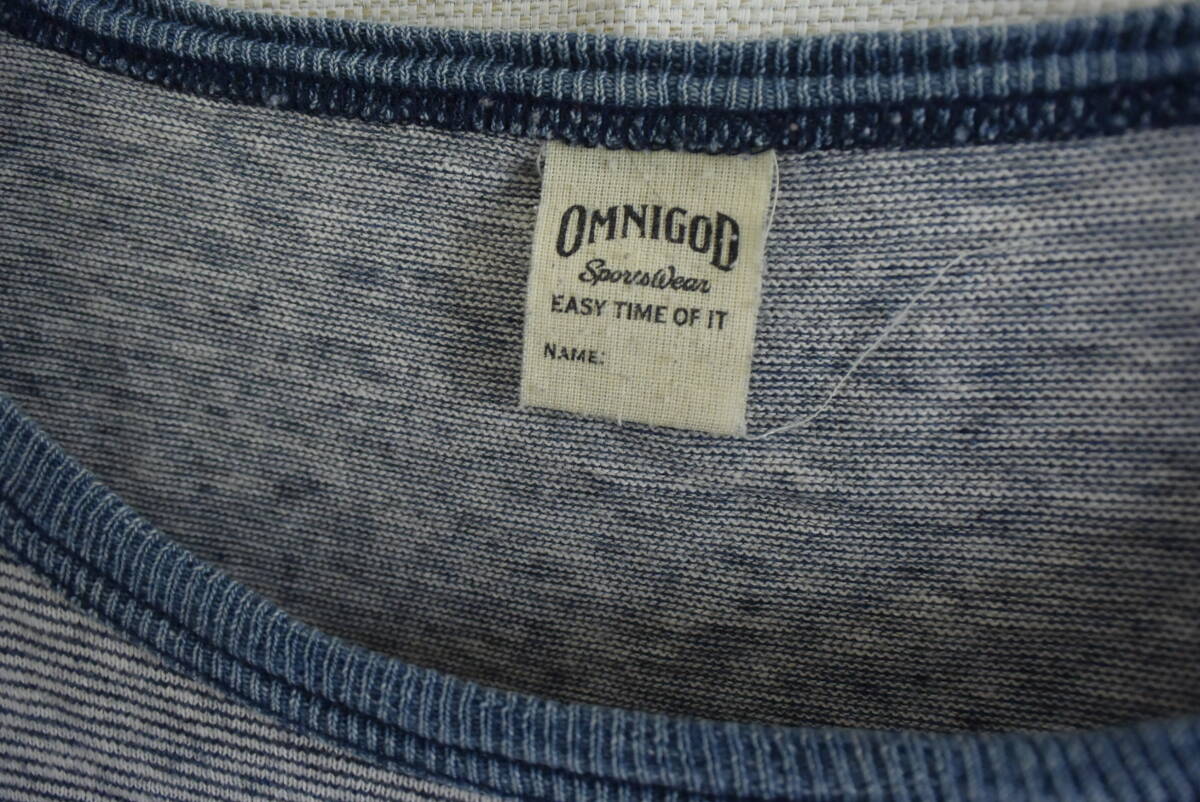 OMNIGOD
SportsWear
EASY TIME OF IT
NAME: